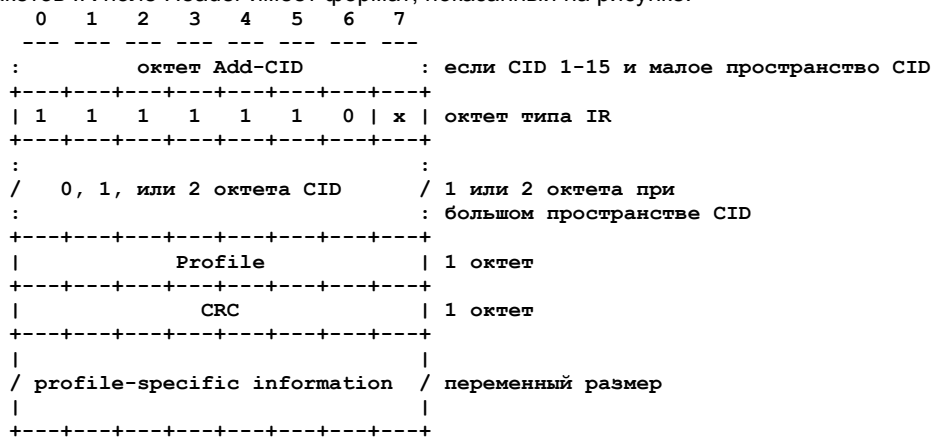 0   1   2   3   4   5   6   7
 --- --- --- --- --- --- --- ---
:         октет Add-CID         : если CID 1-15 и малое пространство CID
+---+---+---+---+---+---+---+---+
| 1   1   1   1   1   1   0 | x | октет типа IR
+---+---+---+---+---+---+---+---+
:                               :
/   0, 1, или 2 октета CID      / 1 или 2 октета при
:                               : большом пространстве CID
+---+---+---+---+---+---+---+---+
|            Profile            | 1 октет
+---+---+---+---+---+---+---+---+
|              CRC              | 1 октет
+---+---+---+---+---+---+---+---+
|                               |
/ profile-specific information  / переменный размер
|                               |
+---+---+---+---+---+---+---+---+